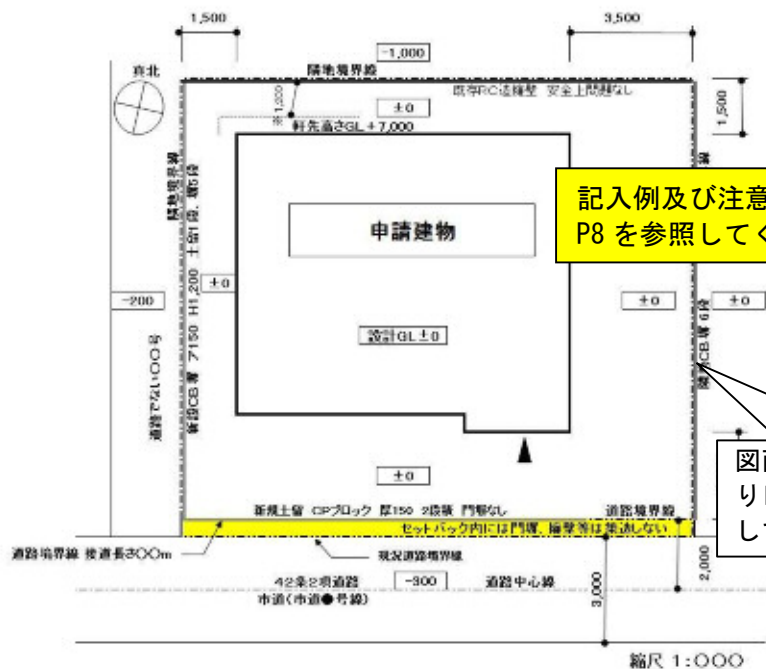 1,500
3,500
-1,000
隣地境界線
真北
既存RC造擁壁 安全上問題なし
±0
※1,200
軒先高さGL+7,000
1,500
隣地境界線
線
記入例及び注意
P8 を参照してく
申請建物
新設CB塀 ア150 H1,200 土留1段、塀5段
±0
-200
±0
±0
設計GL±0
道路でない〇〇号
CB塀 6段
図面
り
して
±0
新規土留 CPブロック 厚150 2段積 門塀なし
道路境界線
セットバック内には門塀、擁壁等は築造しない
道路境界線 接道長さ〇〇m
現況道路境界線
42条2項道路
-300
道路中心線
市道(市道●号線)
3,000
2,000
縮尺 1:〇〇〇